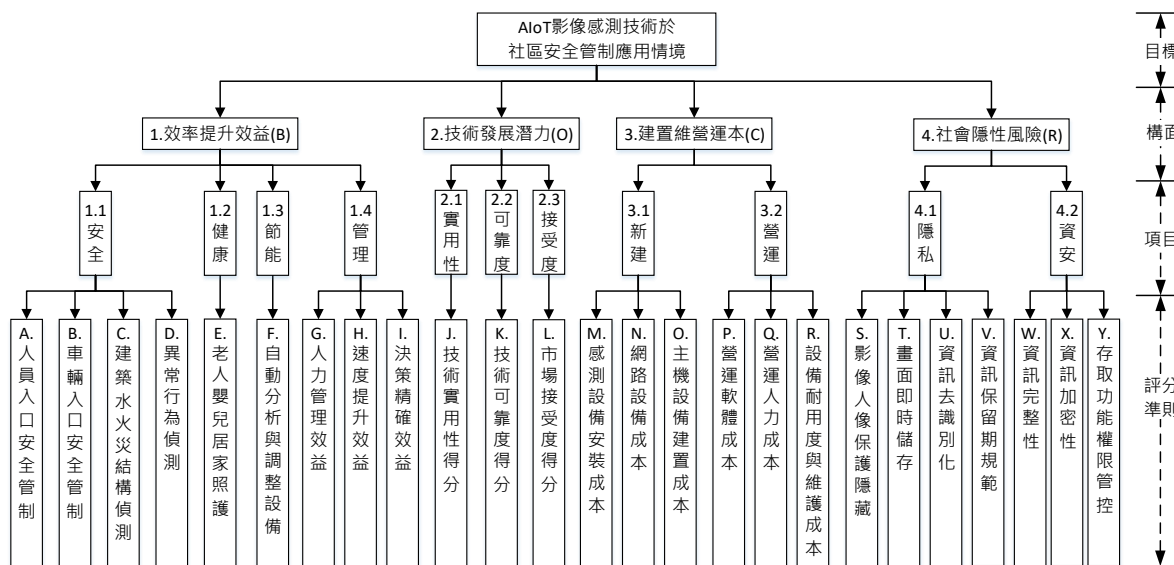 AIoT影像感測技術於
社區安全管制應用情境
目標
1.效率提升效益(B)
2.技術發展潛力(O)
3.建置維營運本(C)
4.社會隱性風險(R)
構面
1.1安全
1.2健康
1.3節能
1.4管理
2.1實用性
2.2可靠度
2.3接受度
3.1新建
3.2營運
4.1隱私
4.2資安
項目
A.人員入口安全管制
B.車輛入口安全管制
C.建築水火災結構偵測
D.異常行為偵測
E.老人嬰兒居家照護
F.自動分析與調整設備
G.人力管理效益
H.速度提升效益
I.決策精確效益
J.技術實用性得分
K.技術可靠度得分
L.市場接受度得分
M.感測設備安裝成本
N.網路設備成本
O.主機設備建置成本
P.營運軟體成本
Q.營運人力成本
R.設備耐用度與維護成本
S.影像人像保護隱藏
T.畫面即時儲存
U.資訊去識別化
V.資訊保留期規範
W.資訊完整性
X.資訊加密性
Y.存取功能權限管控
評分
準則